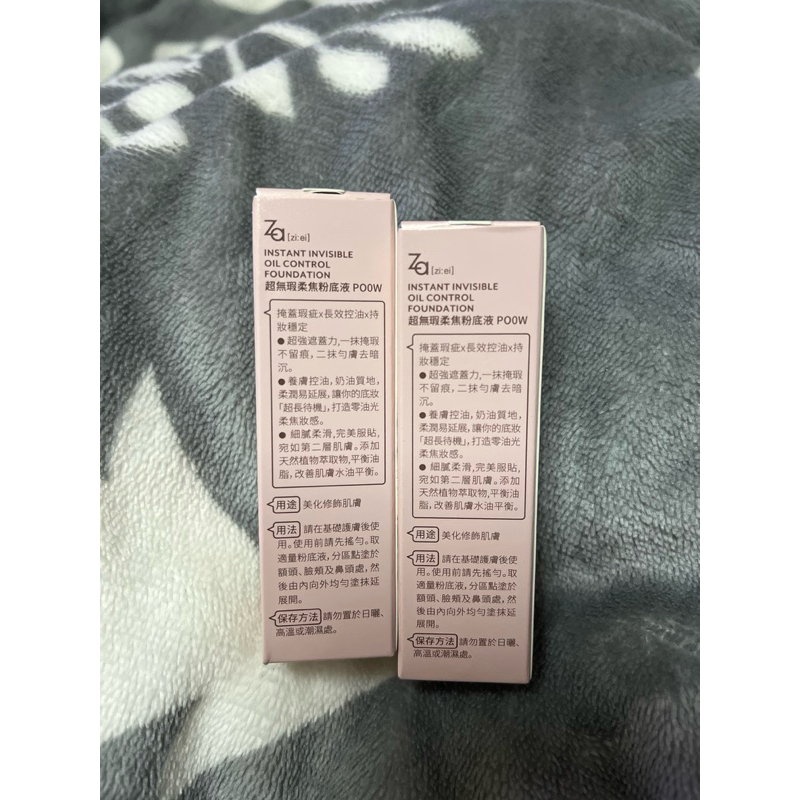 Za [zi:ei]
INSTANT INVISIBLE
OIL CONTROL
FOUNDATION
超無瑕柔焦粉底液 PO0W
掩蓋瑕疵x長效控油x持
妝穩定
● 超強遮蓋力,一抹掩瑕
不留痕，二抹勻膚去暗
沉。
● 養膚控油，奶油質地，
柔潤易延展，讓你的底妝
「超長待機」，打造零油光
柔焦妝感。
● 細膩柔滑,完美服貼，
宛如第二層肌膚。添加
天然植物萃取物,平衡油
脂，改善肌膚水油平衡。
用途 美化修飾肌膚
用法 請在基礎護膚後使
用。使用前請先搖勻。取
適量粉底液，分區點塗於
額頭、臉頰及鼻頭處，然
後由內向外均勻塗抹延
展開。
保存方法 請勿置於日曬、
高溫或潮濕處。
Za [zi:ei]
INSTANT INVISIBLE
OIL CONTROL
FOUNDATION
超無瑕柔焦粉底液 PO0W
掩蓋瑕疵x長效控油x持
妝穩定
● 超強遮蓋力,一抹掩瑕
不留痕，二抹勻膚去暗
沉。
● 養膚控油，奶油質地，
柔潤易延展，讓你的底妝
「超長待機」，打造零油光
柔焦妝感。
● 細膩柔滑,完美服貼，
宛如第二層肌膚。添加
天然植物萃取物,平衡油
脂，改善肌膚水油平衡。
用途 美化修飾肌膚
用法 請在基礎護膚後使
用。使用前請先搖勻。取
適量粉底液，分區點塗於
額頭、臉頰及鼻頭處，然
後由內向外均勻塗抹延
展開。
保存方法 請勿置於日曬、
高溫或潮濕處。